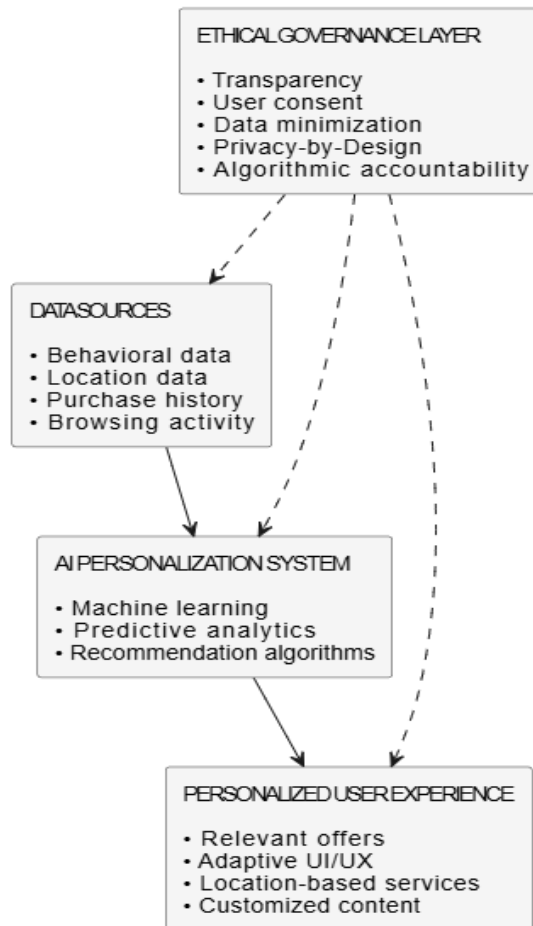 ETHICAL GOVERNANCE LAYER
• Transparency
• User consent
• Data minimization
• Privacy-by-Design
• Algorithmic accountability
DATA SOURCES
• Behavioral data
• Location data
• Purchase history
• Browsing activity
AI PERSONALIZATION SYSTEM
• Machine learning
• Predictive analytics
• Recommendation algorithms
PERSONALIZED USER EXPERIENCE
• Relevant offers
• Adaptive UI/UX
• Location-based services
• Customized content